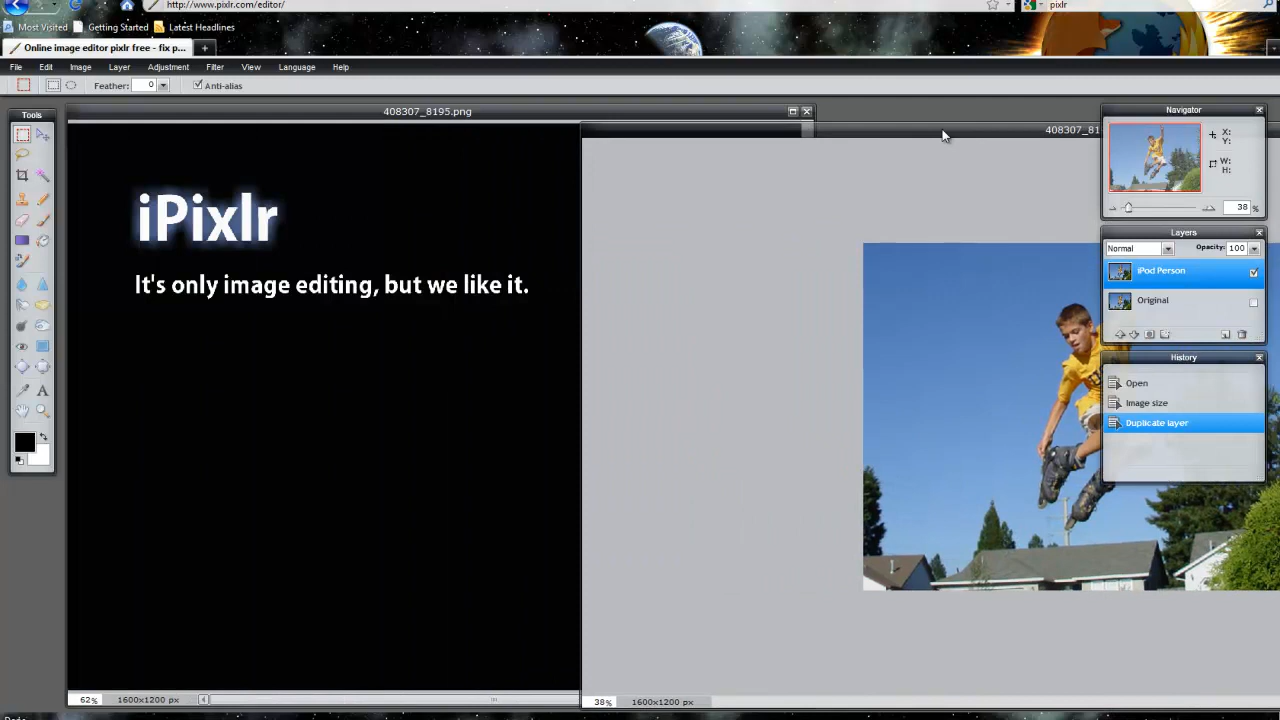 http://www.pixlr.com/editor/
pixlr
Most Visited Getting Started Latest Headlines
Online image editor pixlr free - fix p...
File Edit Image Layer Adjustment Filter View Language Help
Feather: 0 Anti-alias
Tools
408307_8195.png
408307_81
Navigator
X:
Y:
W:
H:
38 %
Layers
Normal Opacity: 100
iPod Person
Original
History
Open
Image size
Duplicate layer
iPixlr
It's only image editing, but we like it.
62% 1600x1200 px
38% 1600x1200 px